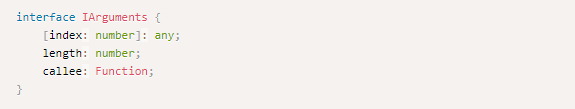 interface IArguments {
    [index: number]: any;
    length: number;
    callee: Function;
}